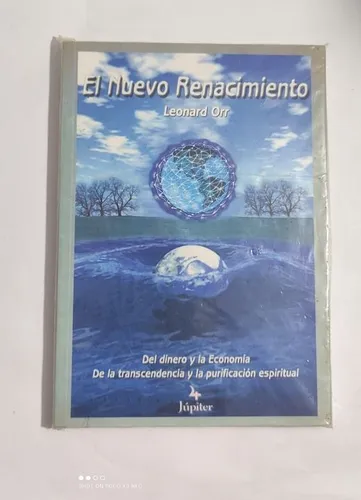 El Nuevo Renacimiento
Leonard Orr
Del dinero y la Economía
De la transcendencia y la purificación espiritual
Júpiter